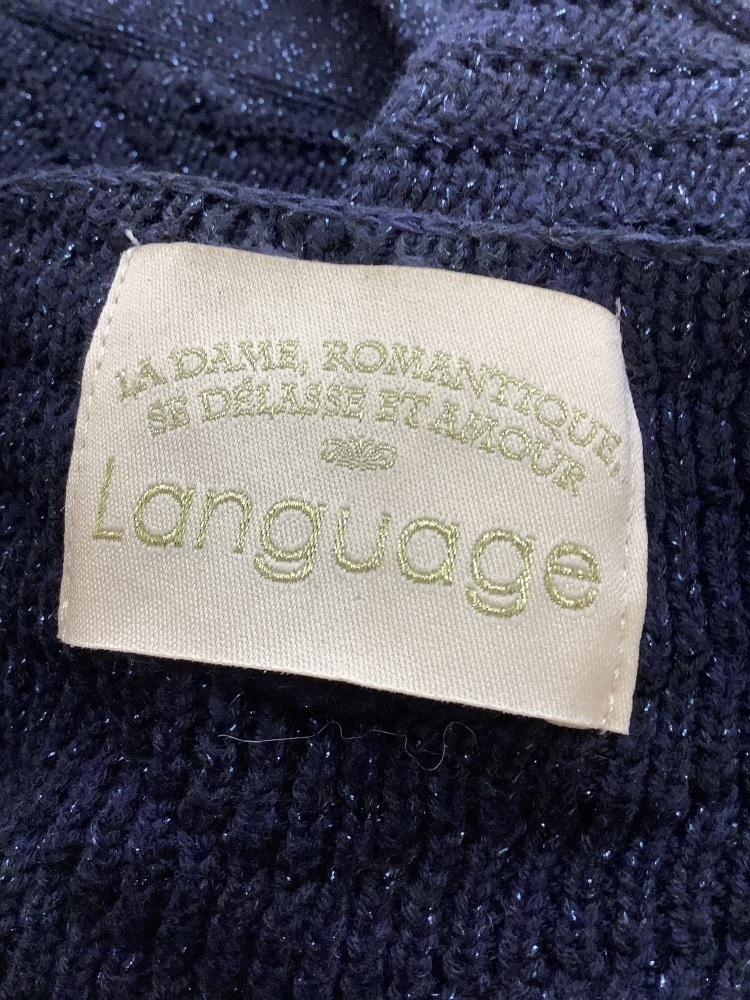 LA DAME, ROMANTIQUE,
SE DÉLASSE ET AMOUR
Language